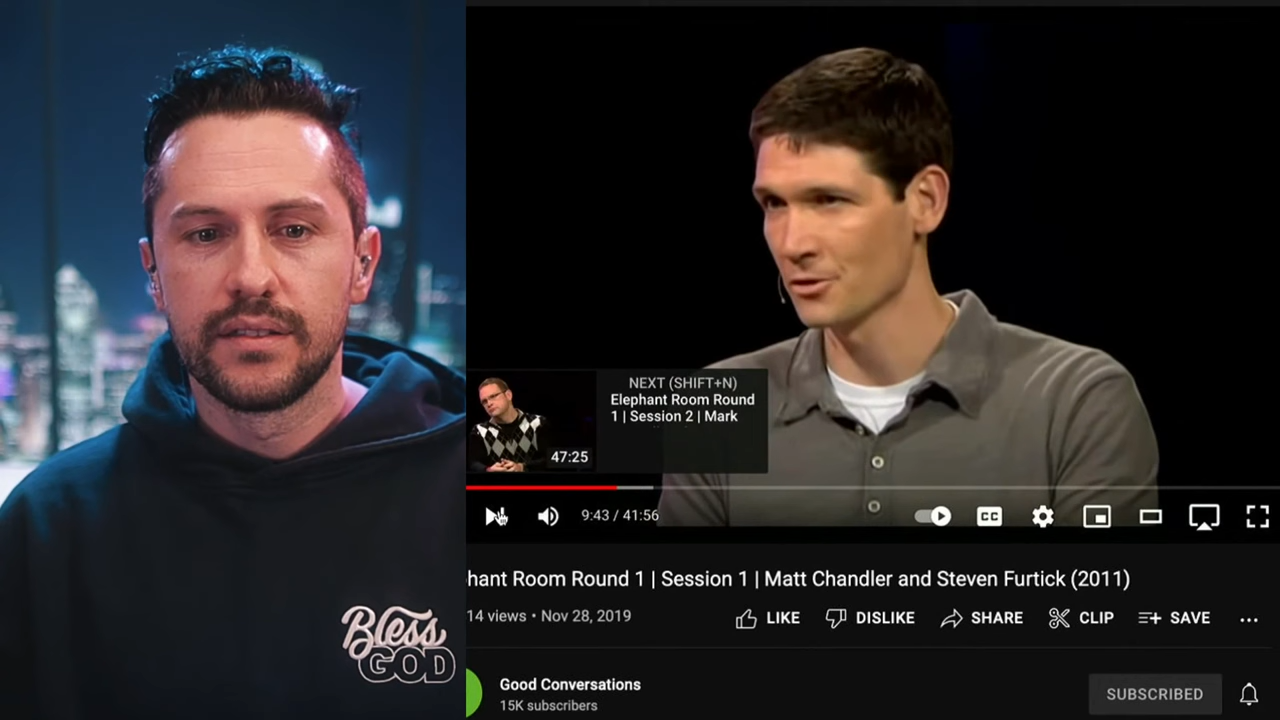 Bless
GOD
NEXT (SHIFT+N)
Elephant Room Round
1 | Session 2 | Mark
47:25
9:43 / 41:56
CC
hant Room Round 1 | Session 1 | Matt Chandler and Steven Furtick (2011)
14 views • Nov 28, 2019
LIKE
DISLIKE
SHARE
CLIP
SAVE
Good Conversations
15K subscribers
SUBSCRIBED